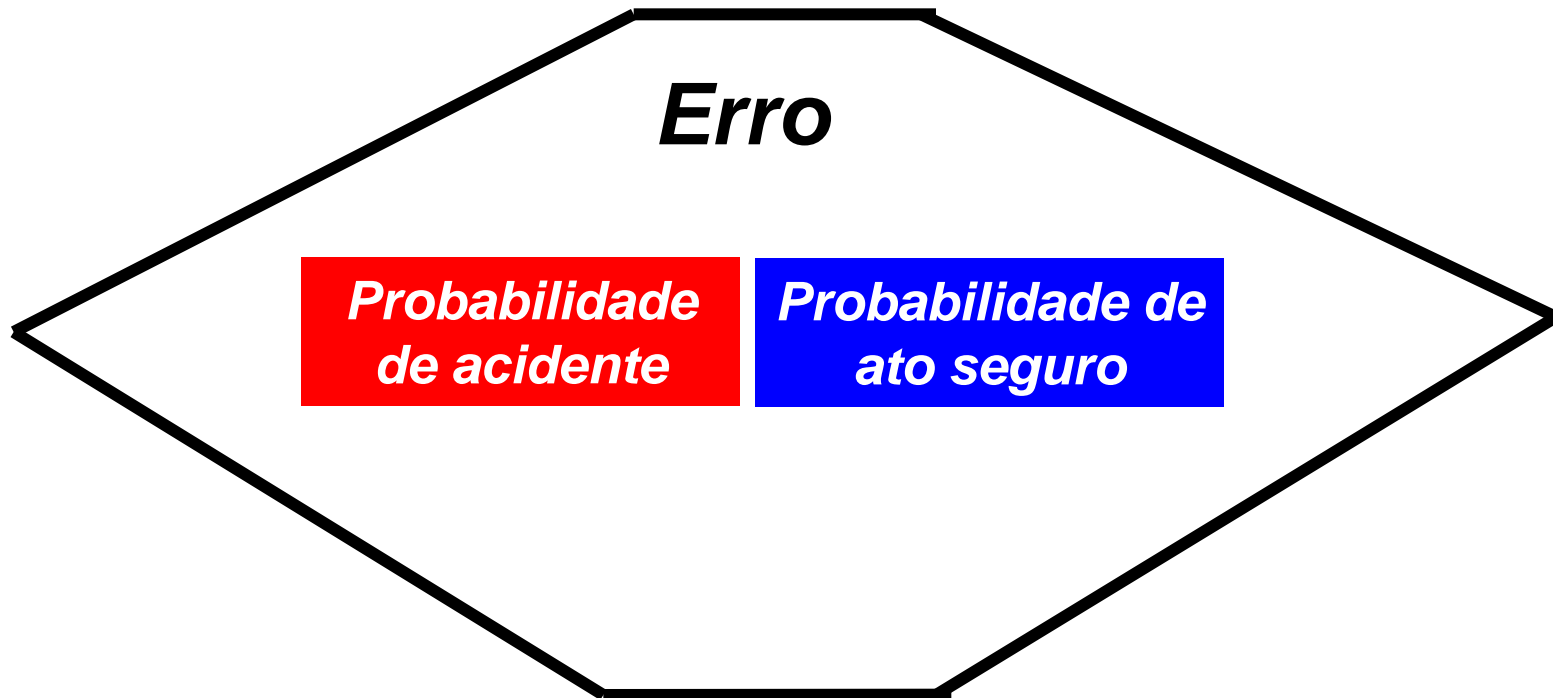 Erro
Probabilidade
de acidente
Probabilidade de
ato seguro